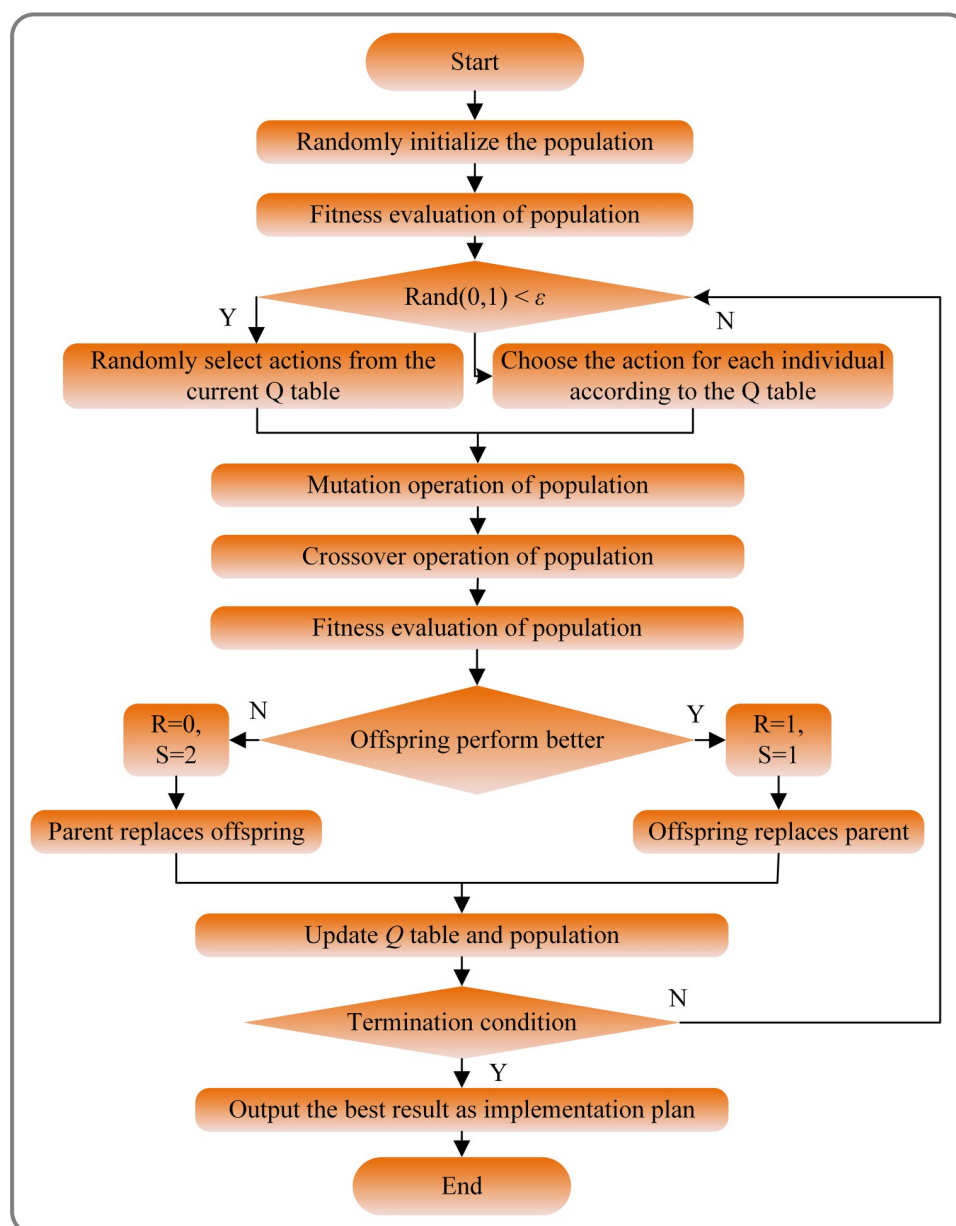 Start
Randomly initialize the population
Fitness evaluation of population
Rand(0,1) < ε
Y
N
Randomly select actions from the
current Q table
Choose the action for each individual
according to the Q table
Mutation operation of population
Crossover operation of population
Fitness evaluation of population
Offspring perform better
N
Y
R=0,
S=2
R=1,
S=1
Parent replaces offspring
Offspring replaces parent
Update Q table and population
Termination condition
N
Y
Output the best result as implementation plan
End